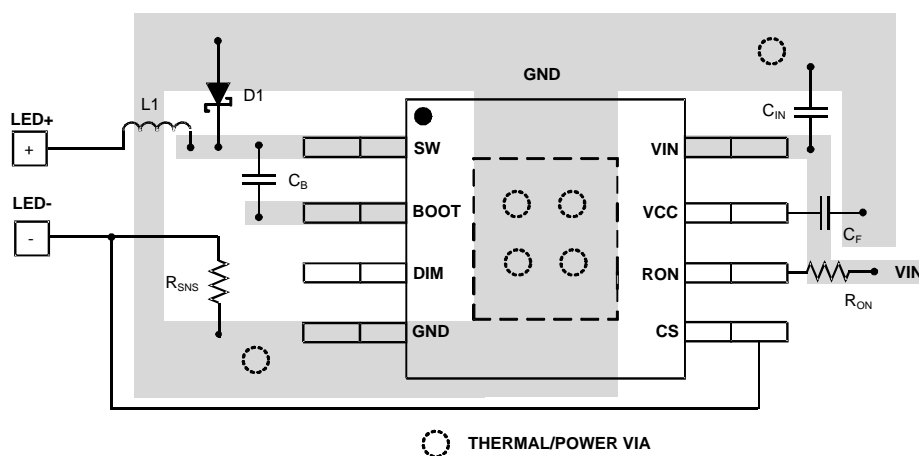 GND
L1
D1
LED+
+
C_IN
SW
VIN
C_B
LED-
BOOT
VCC
-
C_F
R_SNS
DIM
RON
VIN
R_ON
GND
CS
THERMAL/POWER VIA